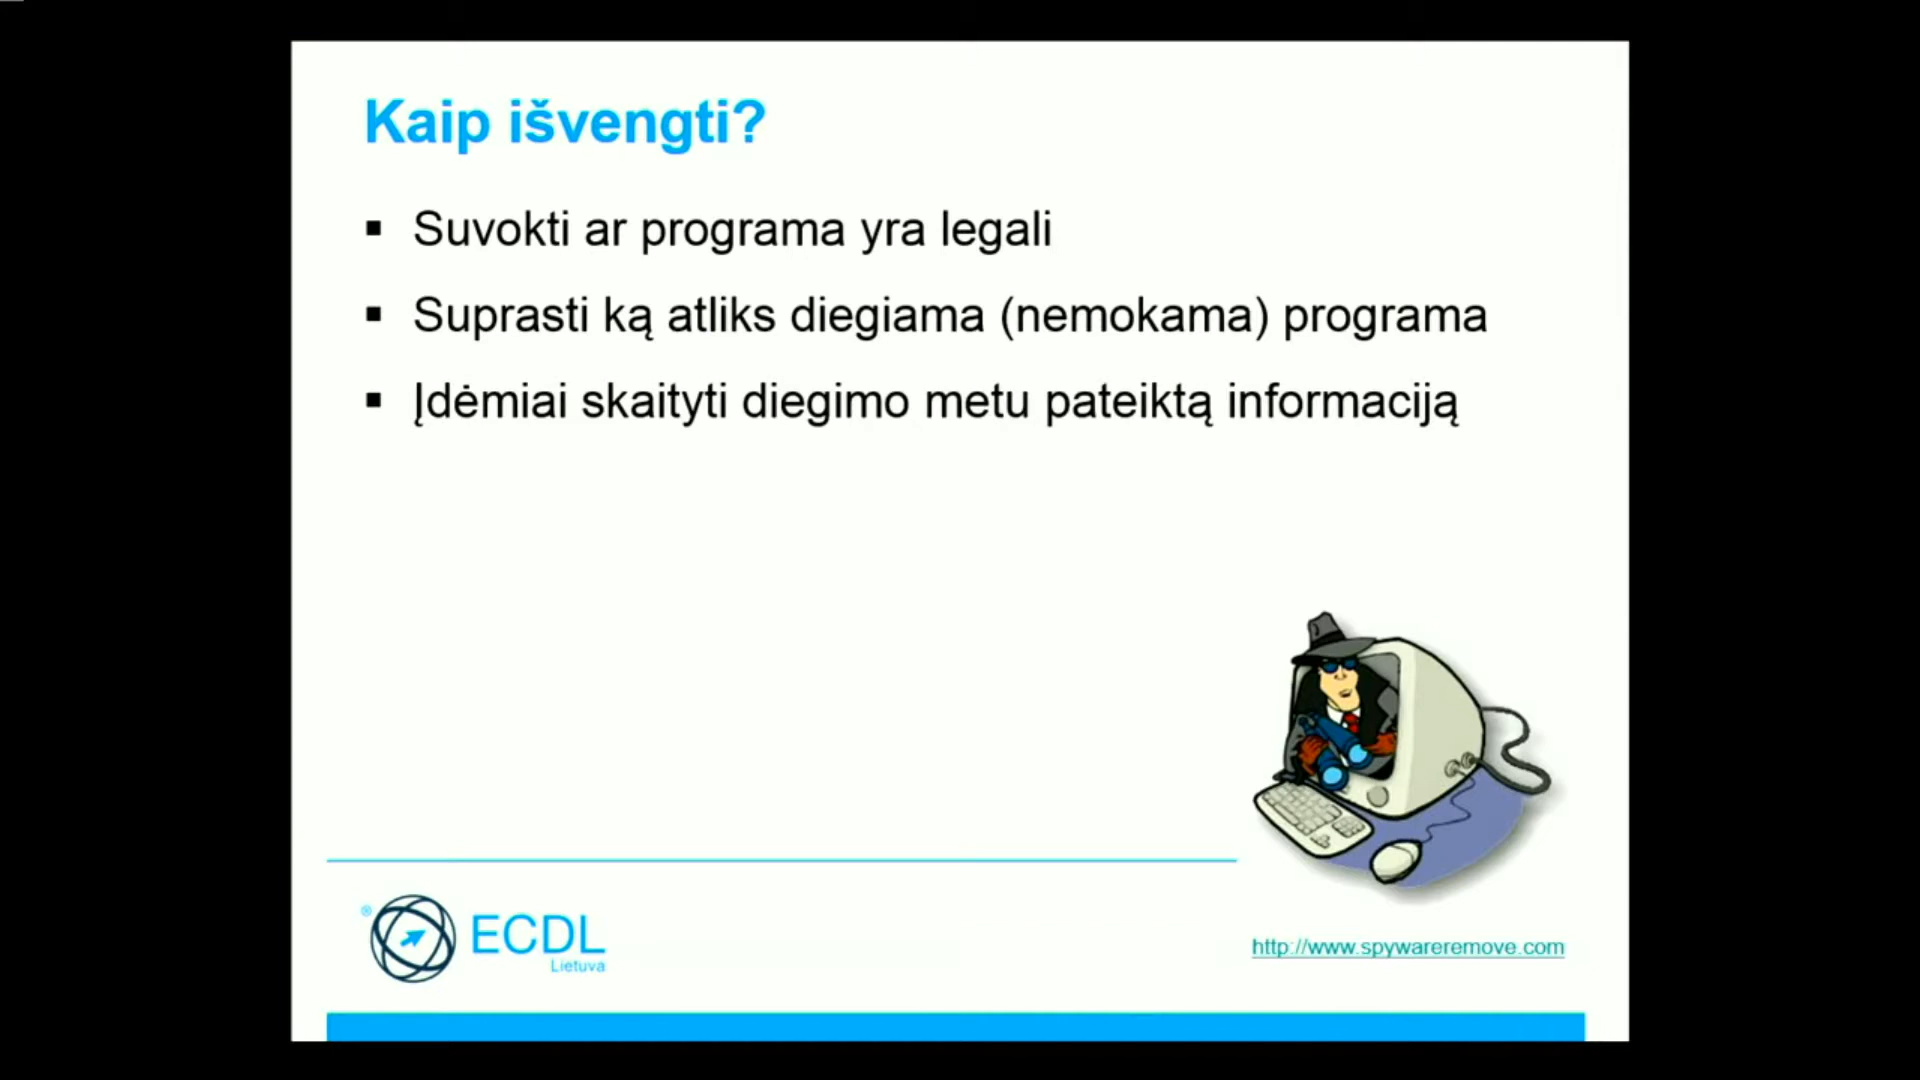 Kaip išvengti?
▪ Suvokti ar programa yra legali
▪ Suprasti ką atliks diegiama (nemokama) programa
▪ Įdėmiai skaityti diegimo metu pateiktą informaciją
® ECDL
Lietuva
http://www.spywareremove.com